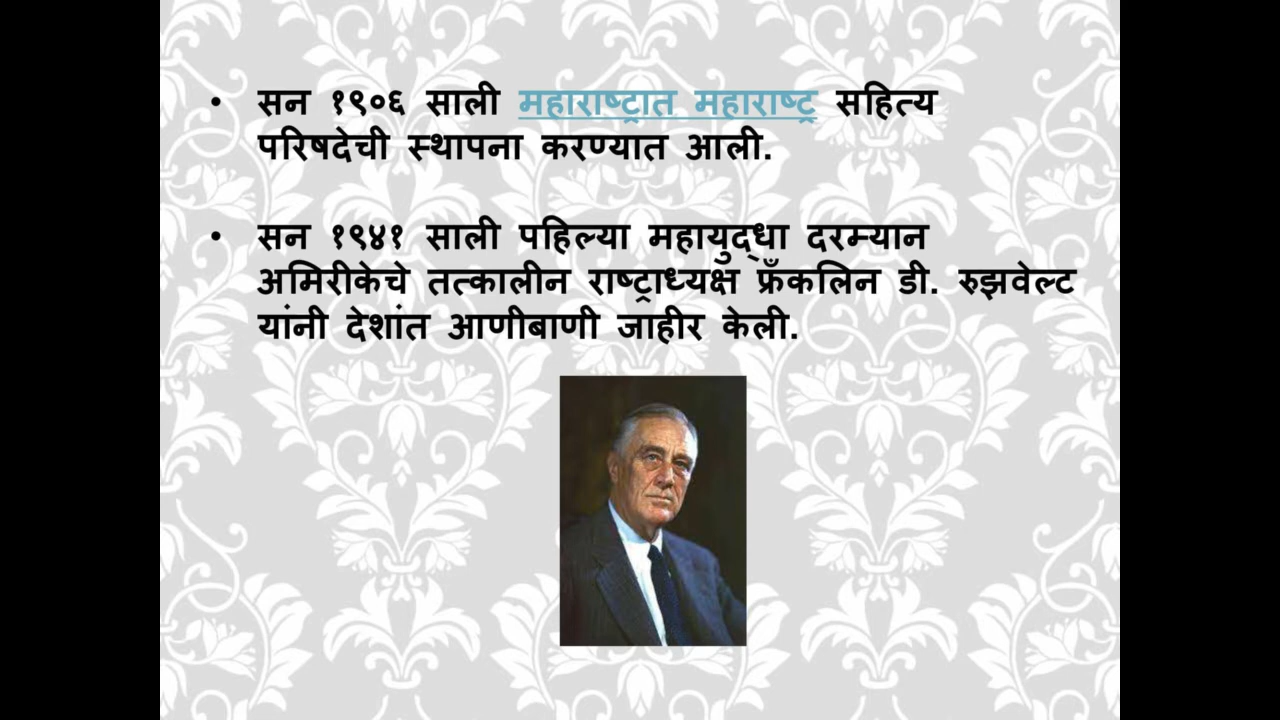 • सन १९०६ साली महाराष्ट्रात महाराष्ट्र सहित्य
परिषदेची स्थापना करण्यात आली.
• सन १९४१ साली पहिल्या महायुद्धा दरम्यान
अमिरीकेचे तत्कालीन राष्ट्राध्यक्ष फ्रँकलिन डी. रुझवेल्ट
यांनी देशांत आणीबाणी जाहीर केली.